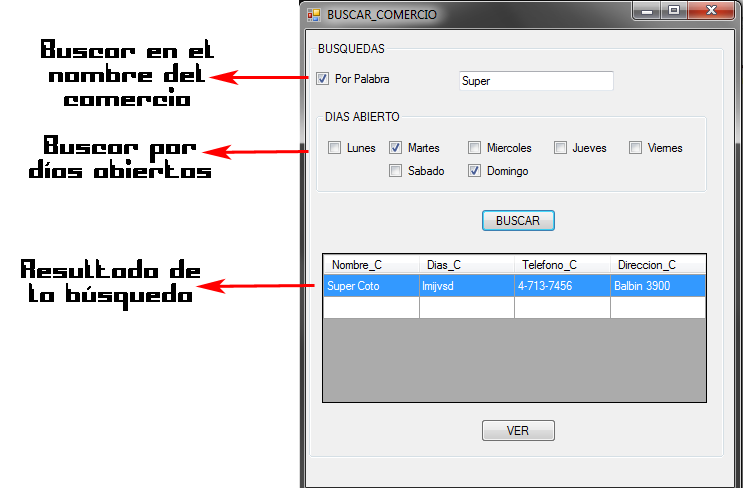 BUSCAR_COMERCIO
BUSQUEDAS
Buscar en el
nombre del
comercio
Por Palabra
Super
DIAS ABIERTO
Buscar por
días abiertos
Lunes
Martes
Miercoles
Jueves
Viernes
Sabado
Domingo
BUSCAR
Resultado de
la búsqueda
Nombre_C Dias_C Telefono_C Direccion_C
Super Coto lmijvsd 4-713-7456 Balbin 3900
VER